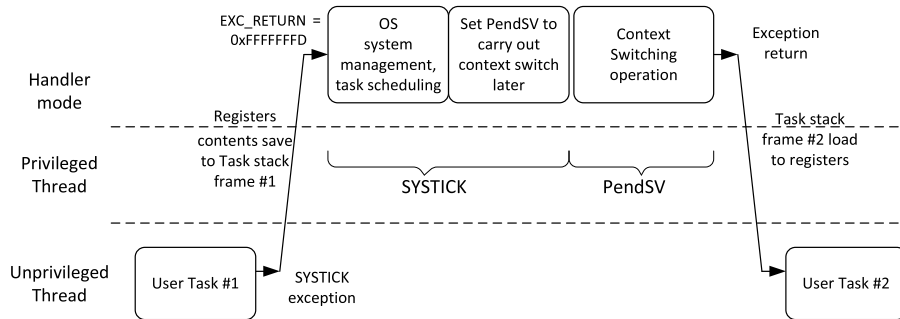 EXC_RETURN =
0xFFFFFFFD
OS
system
management,
task scheduling
Set PendSV to
carry out
context switch
later
Context
Switching
operation
Exception
return
Handler
mode
Registers
contents save
to Task stack
frame #1
Task stack
frame #2 load
to registers
Privileged
Thread
SYSTICK
PendSV
Unprivileged
Thread
User Task #1
SYSTICK
exception
User Task #2